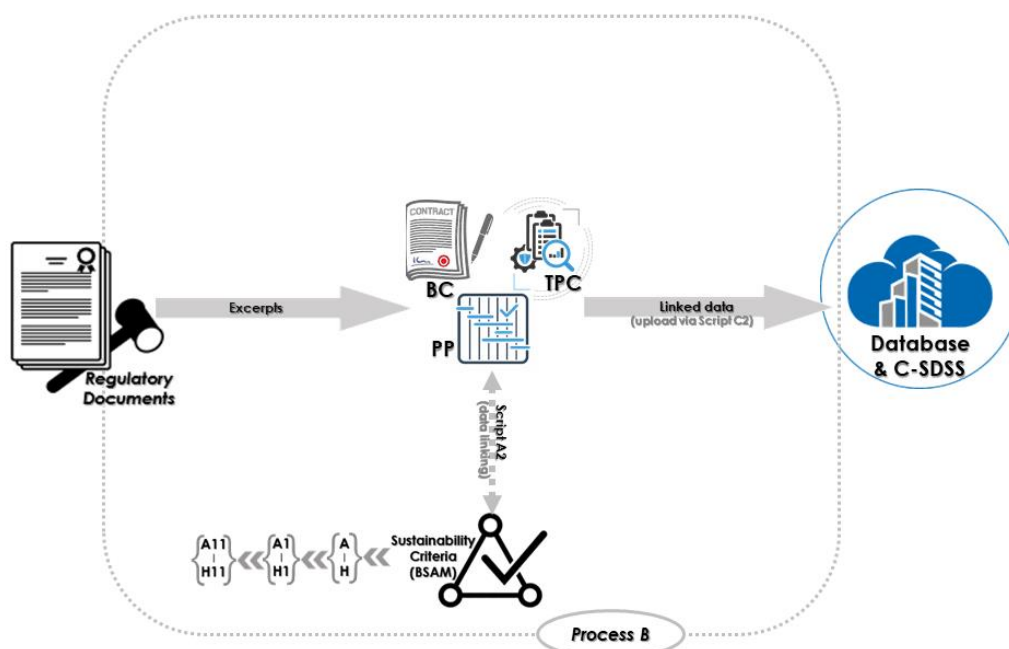 CONTRACT
BC
TPC
Excerpts
Linked data
(upload via Script C2)
PP
Database
& C-SDSS
Regulatory
Documents
Script A2
(data linking)
Sustainability
Criteria
(BSAM)
A11
H11
A1
H1
A
H
Process B